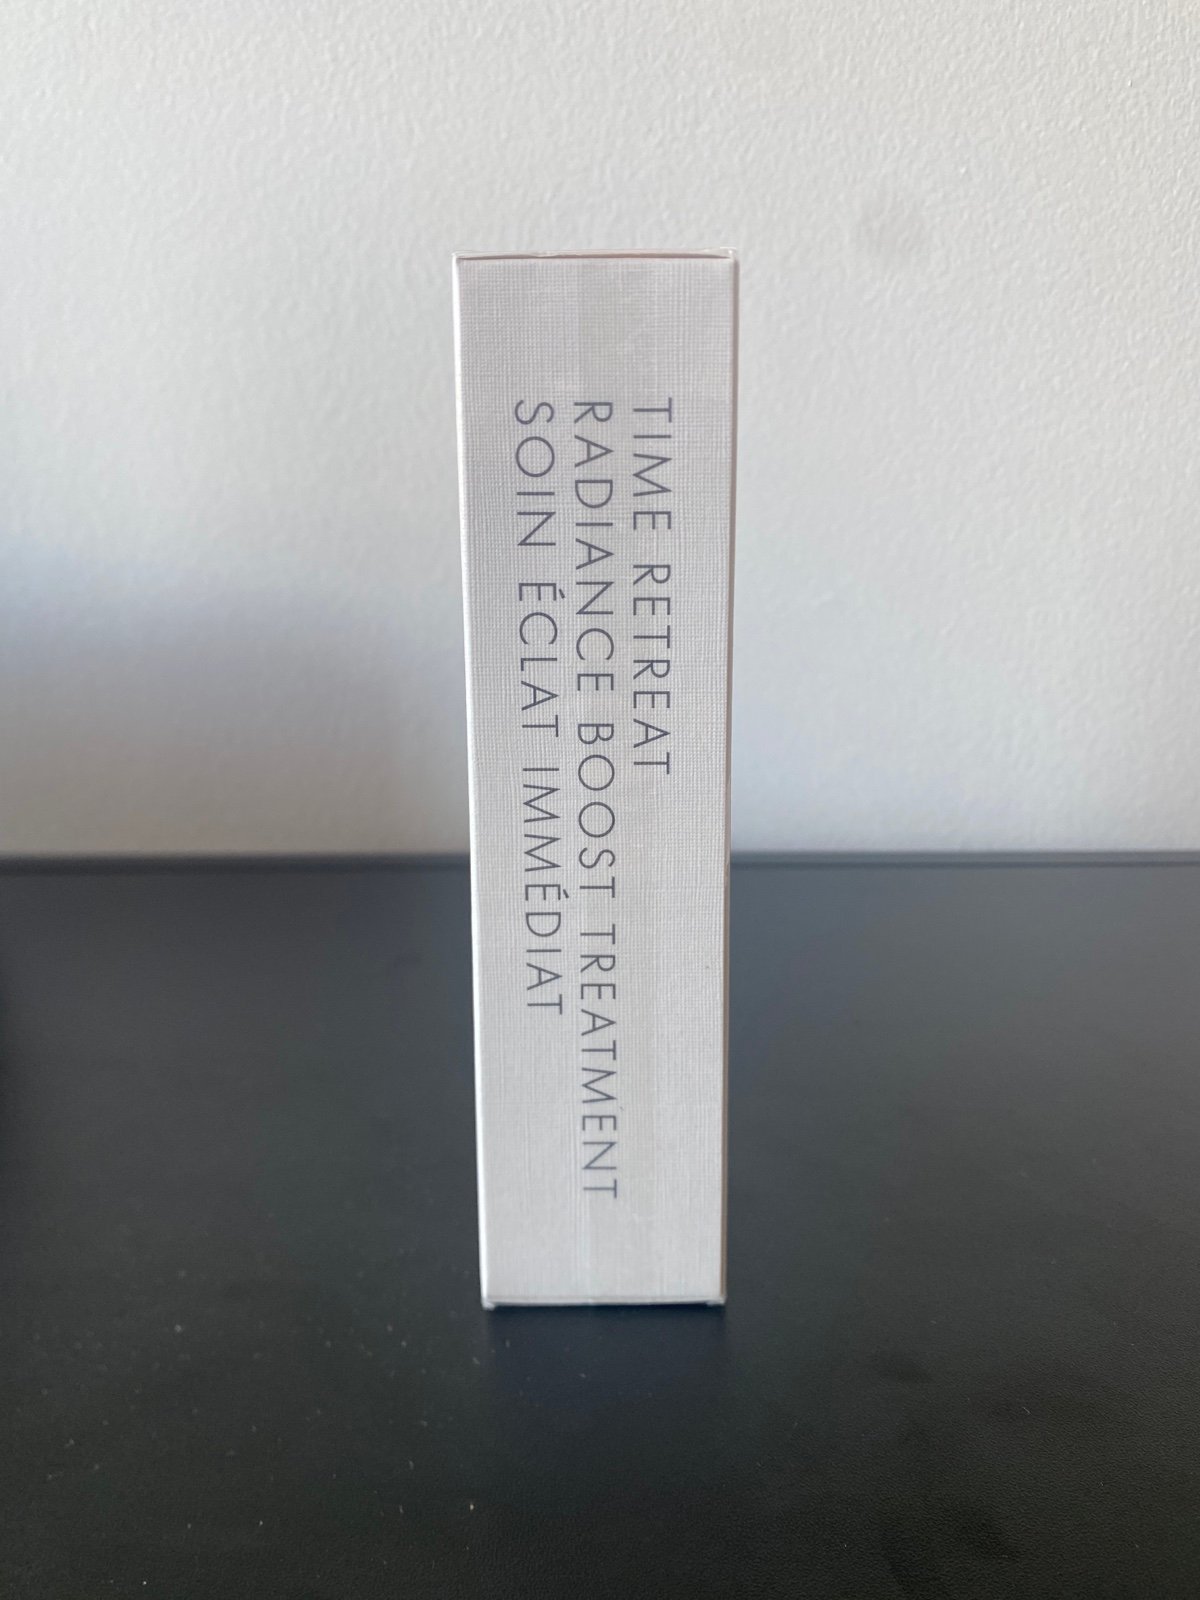 TIME RETREAT
RADIANCE BOOST TREATMENT
SOIN ÉCLAT IMMÉDIAT